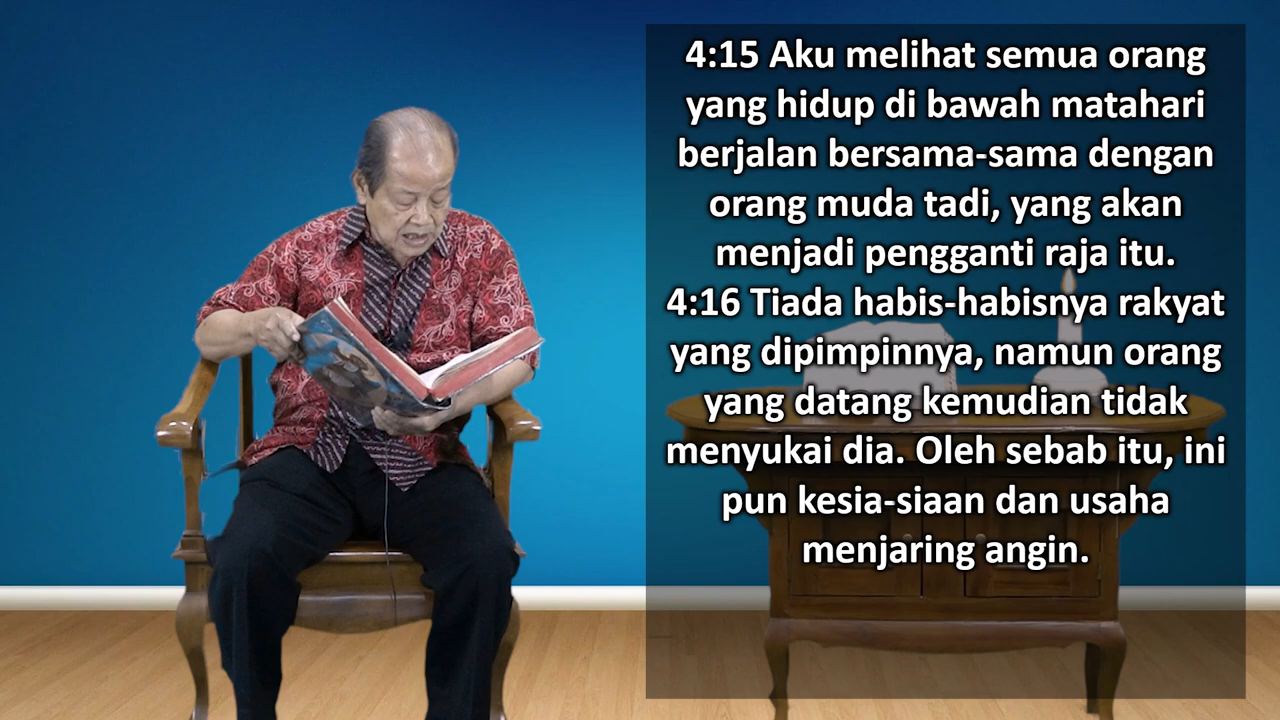 4:15 Aku melihat semua orang
yang hidup di bawah matahari
berjalan bersama-sama dengan
orang muda tadi, yang akan
menjadi pengganti raja itu.
4:16 Tiada habis-habisnya rakyat
yang dipimpinnya, namun orang
yang datang kemudian tidak
menyukai dia. Oleh sebab itu, ini
pun kesia-siaan dan usaha
menjaring angin.